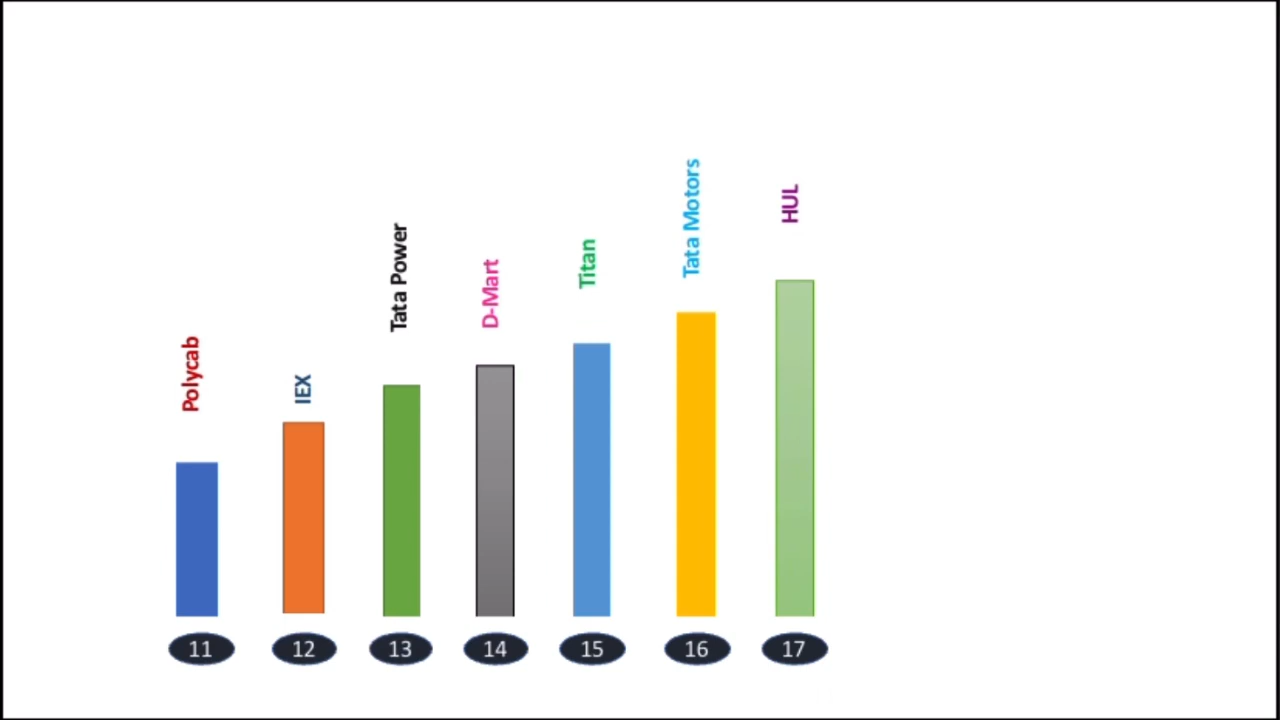 Polycab
IEX
Tata Power
D-Mart
Titan
Tata Motors
HUL
11
12
13
14
15
16
17